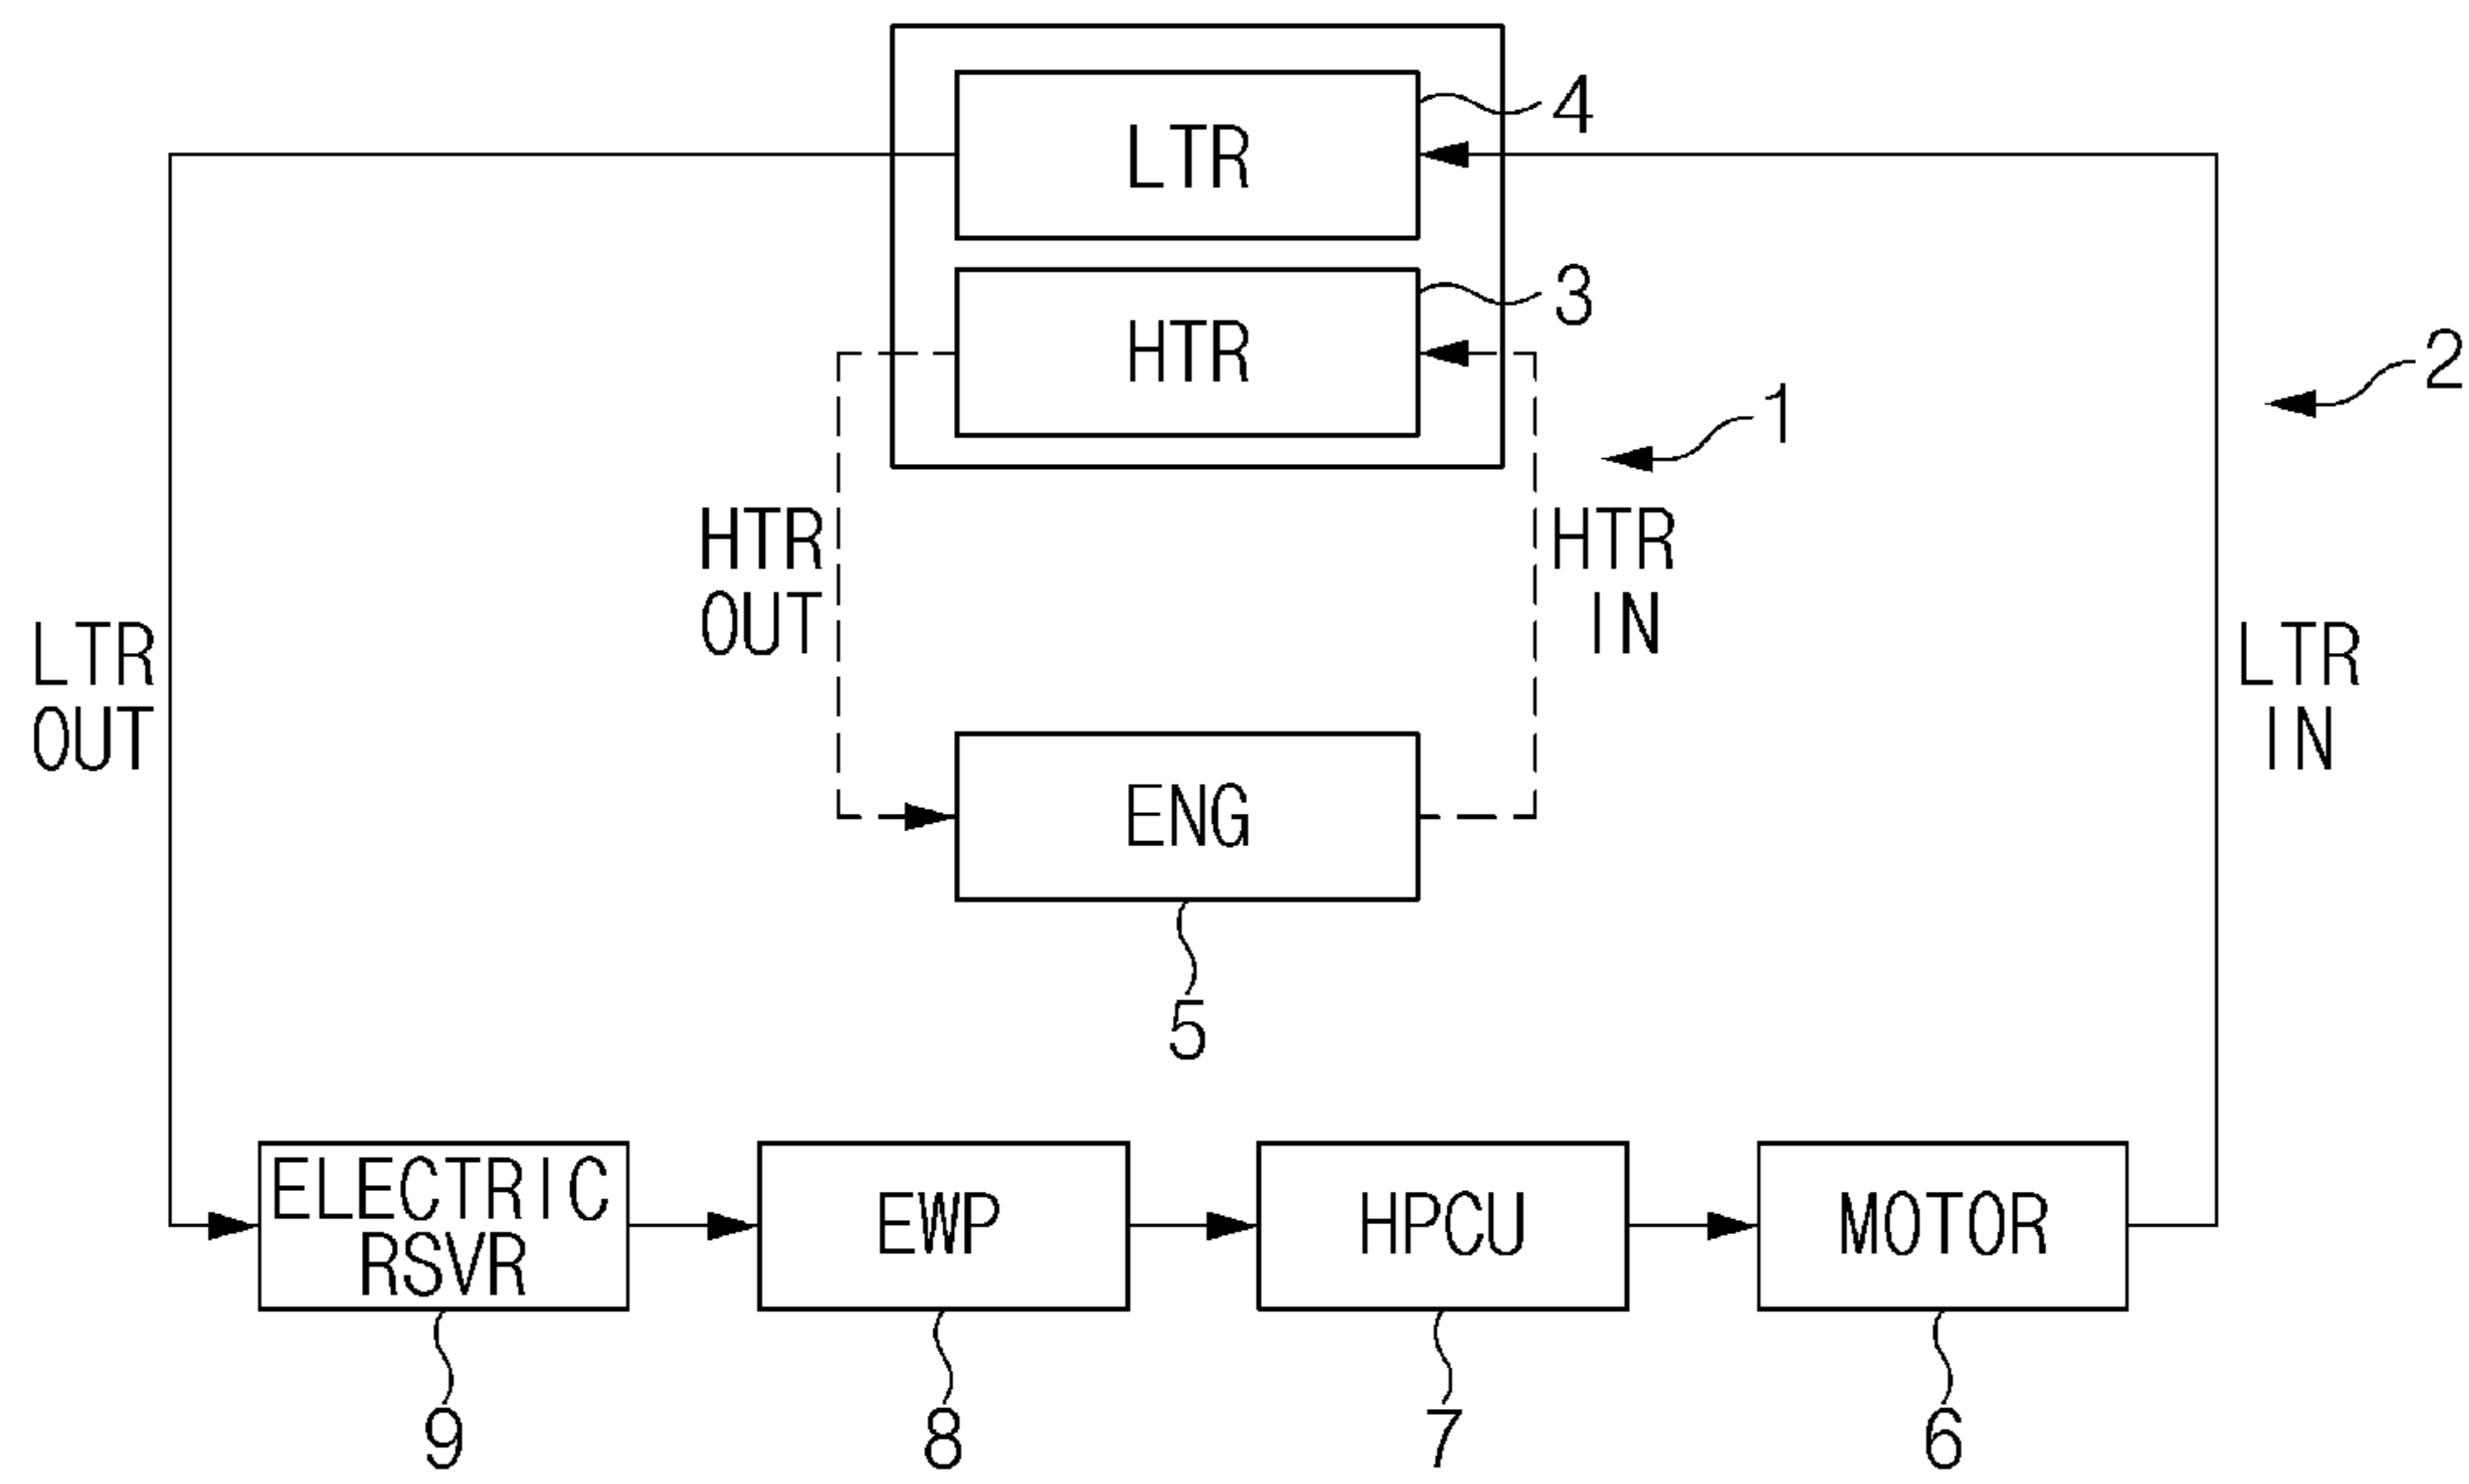 4
LTR
3
HTR
2
1
HTR
OUT
HTR
IN
LTR
OUT
LTR
IN
ENG
5
ELECTRIC
RSVR
EWP
HPCU
MOTOR
9
8
7
6